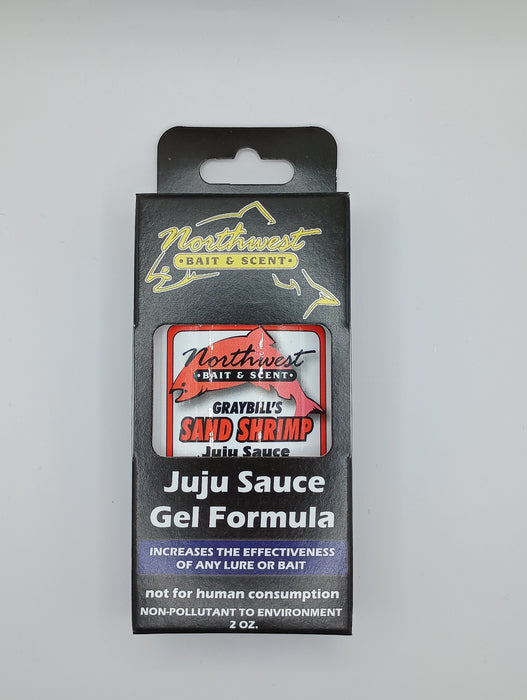 Northwest
• BAIT & SCENT •
Northwest
• BAIT & SCENT •
GRAYBILL'S
SAND SHRIMP
Juju Sauce
Juju Sauce
Gel Formula
INCREASES THE EFFECTIVENESS
OF ANY LURE OR BAIT
not for human consumption
NON-POLLUTANT TO ENVIRONMENT
2 OZ.